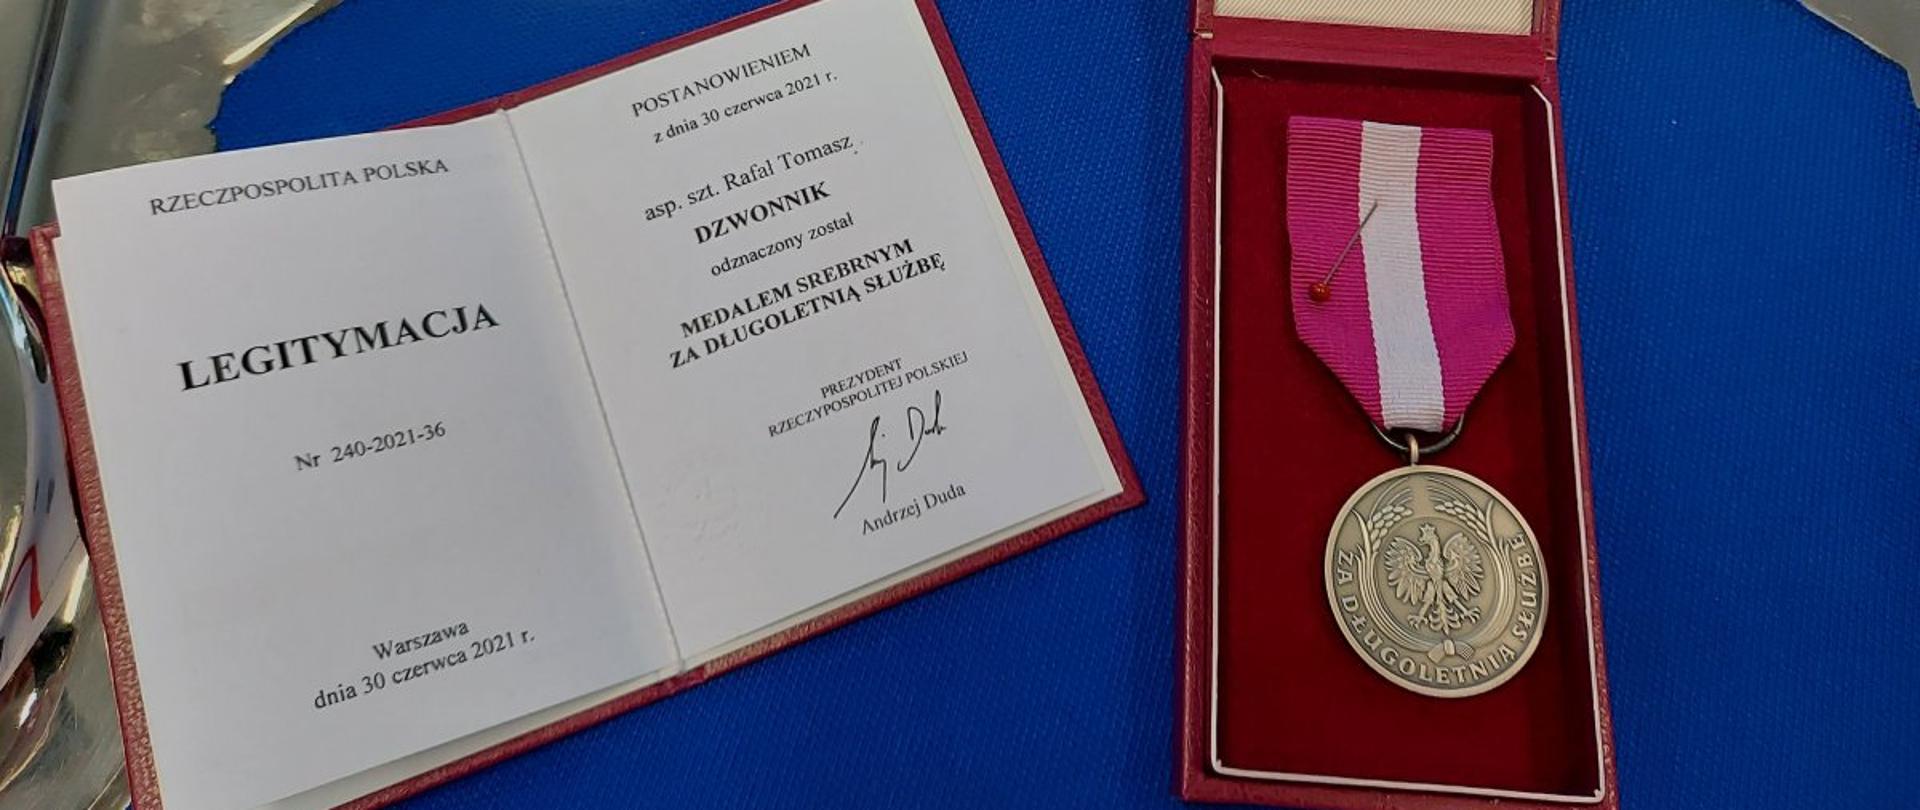 RZECZPOSPOLITA POLSKA
LEGITYMACJA
Nr 240-2021-36
Warszawa
dnia 30 czerwca 2021 r.
POSTANOWIENIEM
z dnia 30 czerwca 2021 r.
asp. szt. Rafał Tomasz
DZWONNIK
odznaczony został
MEDALEM SREBRNYM
ZA DŁUGOLETNIĄ SŁUŻBĘ
PREZYDENT
RZECZYPOSPOLITEJ POLSKIEJ
Andrzej Duda
ZA DŁUGOLETNIĄ SŁUŻBĘ